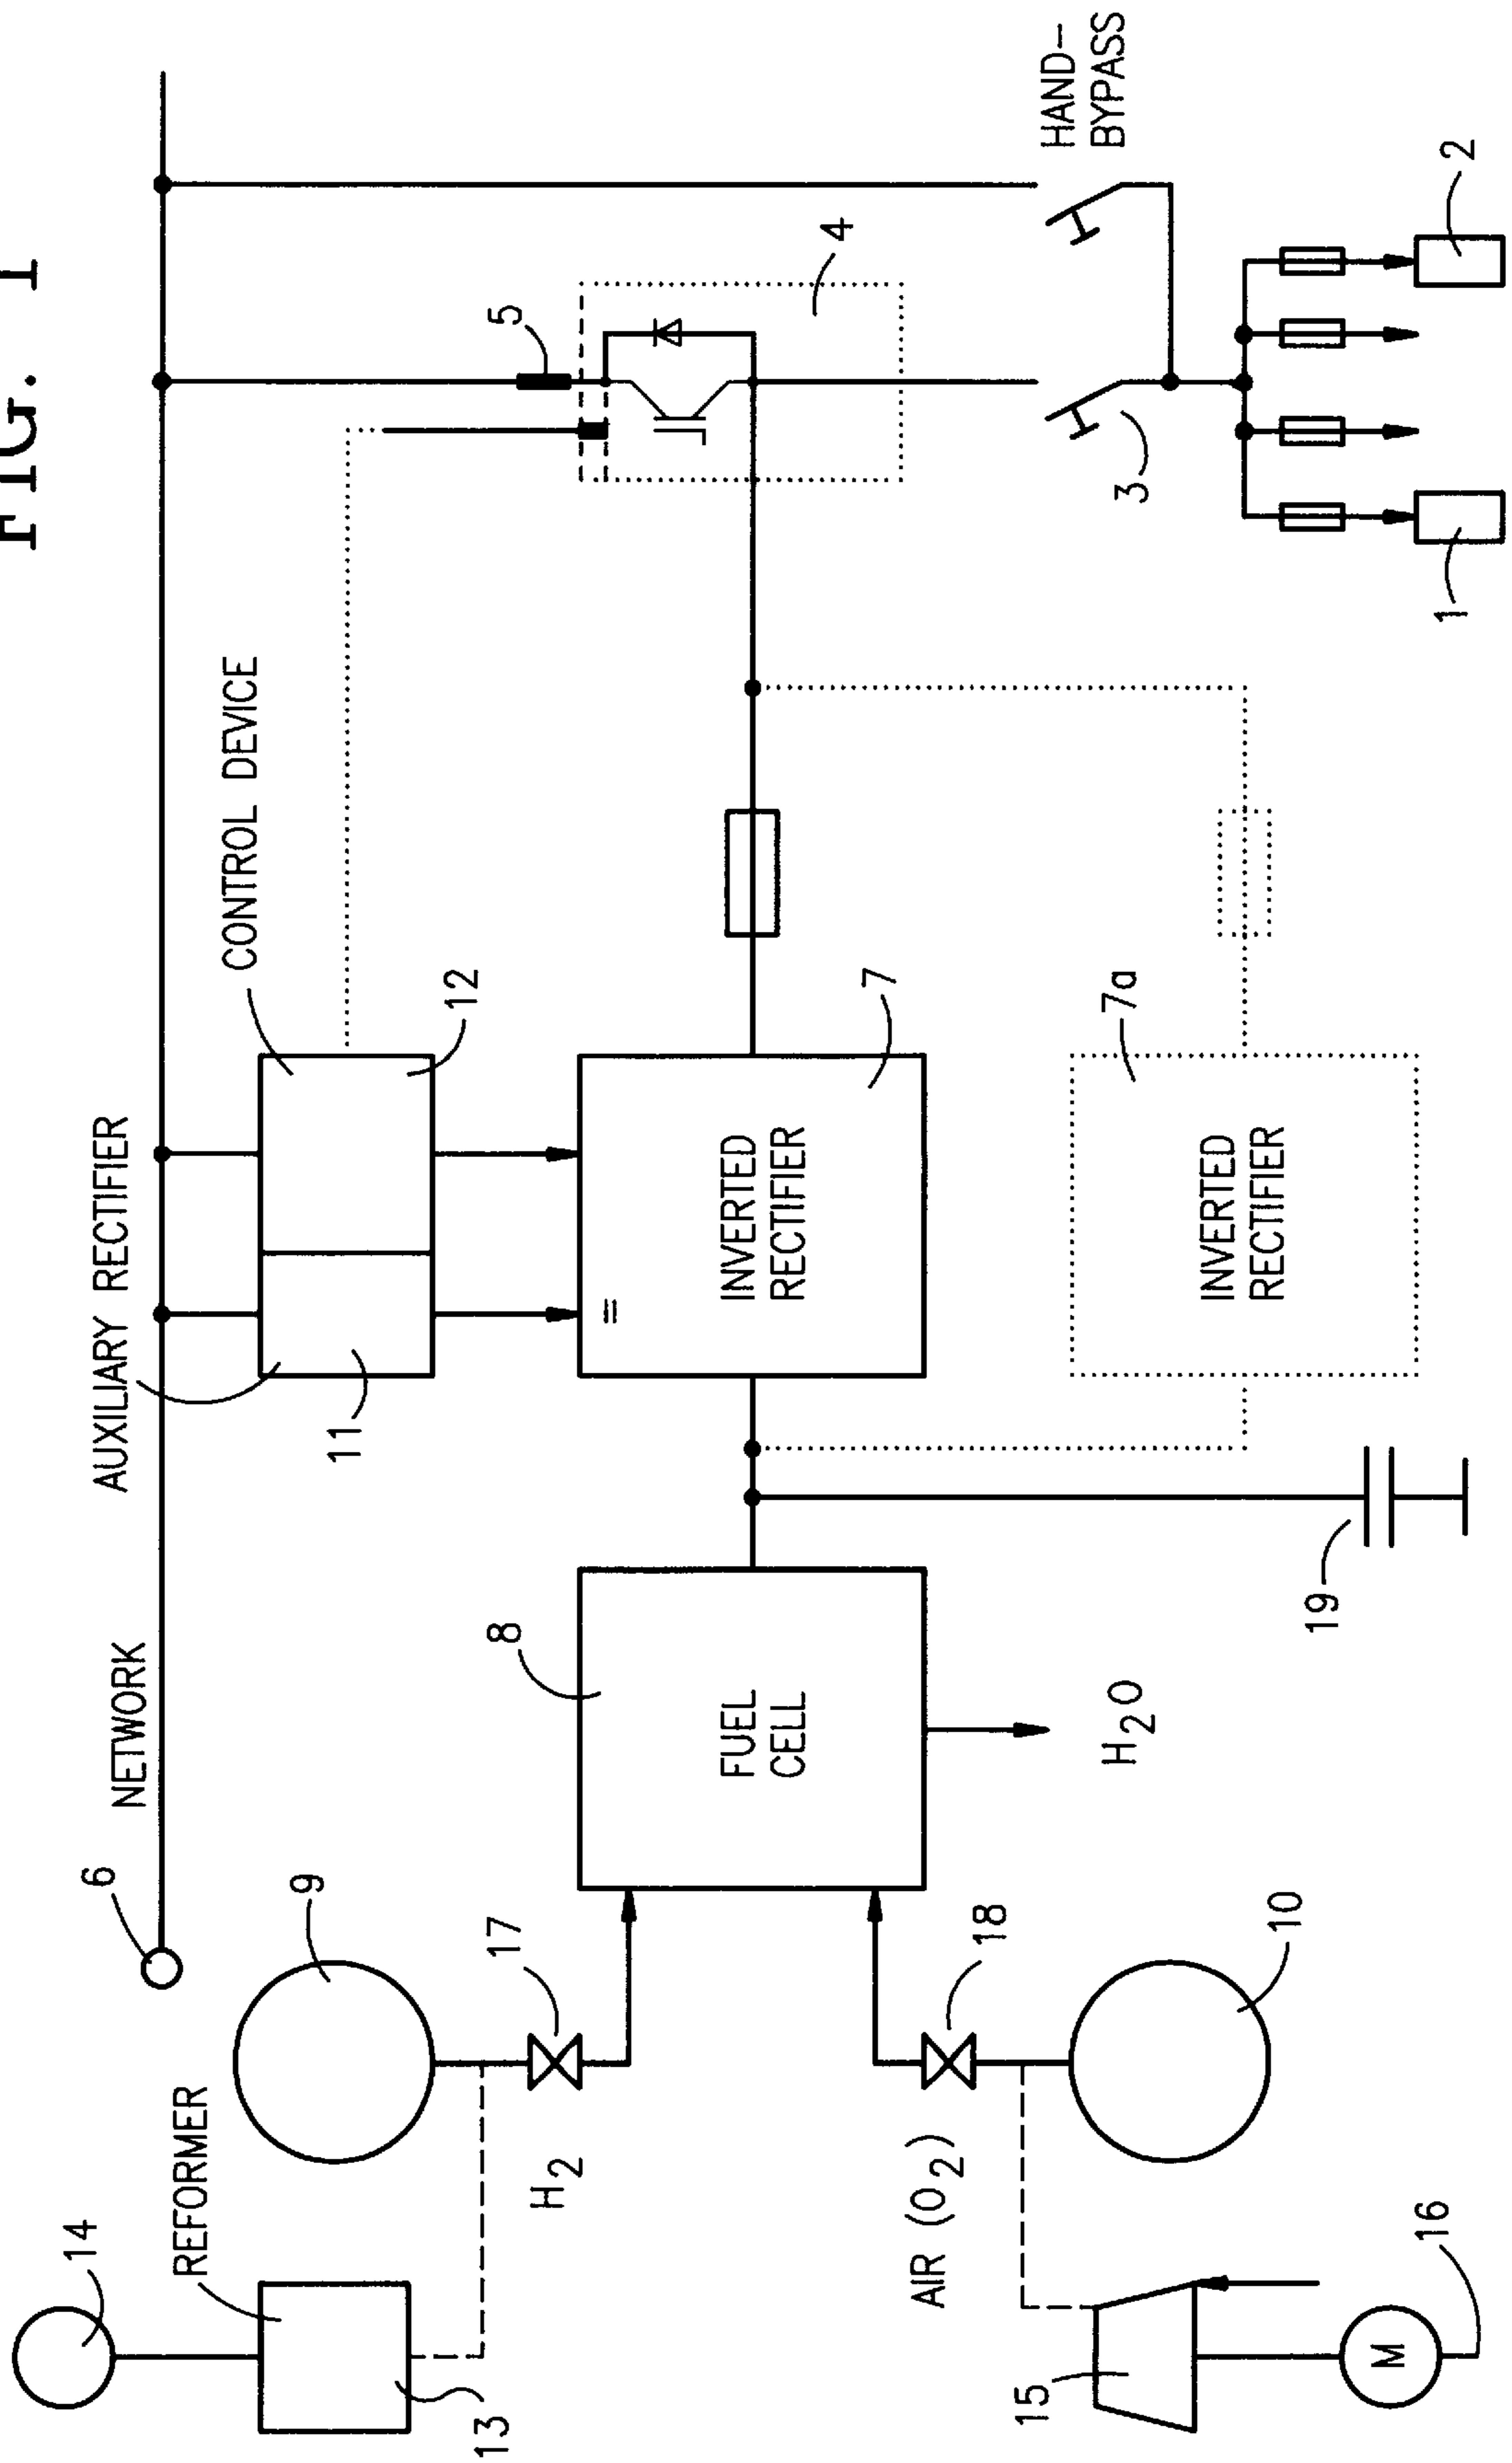 FIG. 1
14
6
NETWORK
AUXILIARY RECTIFIER
REFORMER
CONTROL DEVICE
9
11
12
13
17
8
5
H2
=
FUEL
CELL
INVERTED
RECTIFIER
4
7
AIR (O2)
18
15
HAND-
BYPASS
H2O
7a
3
INVERTED
RECTIFIER
10
19
M
16
1
2